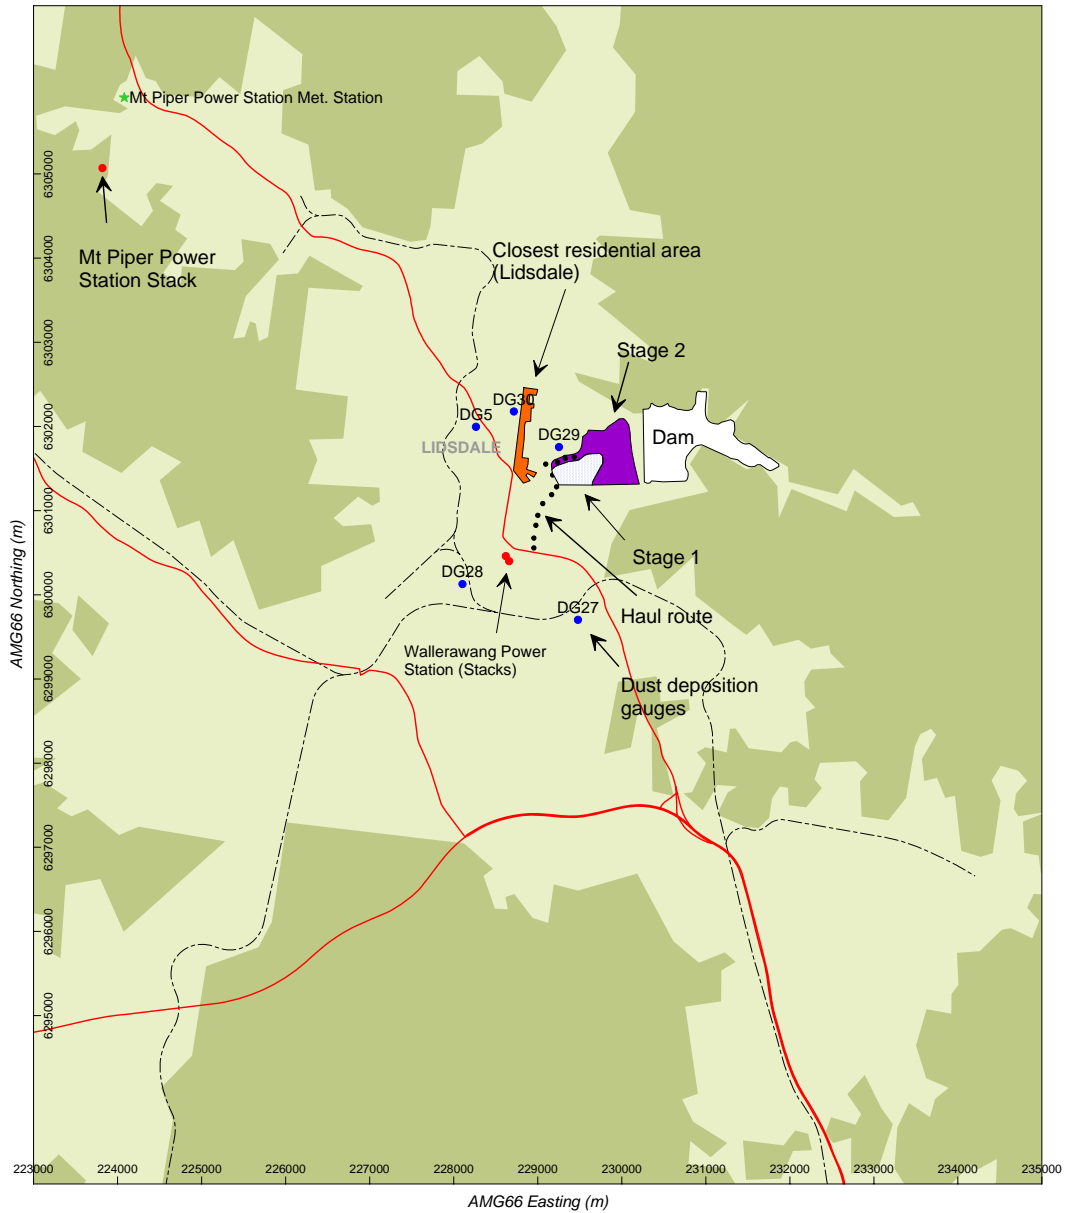 Mt Piper Power Station Met. Station
Mt Piper Power
Station Stack
Closest residential area
(Lidsdale)
Stage 2
DG30
DG5
DG29
LIDSDALE
Dam
Stage 1
DG28
DG27
Haul route
Wallerawang Power
Station (Stacks)
Dust deposition
gauges
6305000
6304000
6303000
6302000
6301000
6300000
6299000
6298000
6297000
6296000
6295000
AMG66 Northing (m)
223000 224000 225000 226000 227000 228000 229000 230000 231000 232000 233000 234000 235000
AMG66 Easting (m)